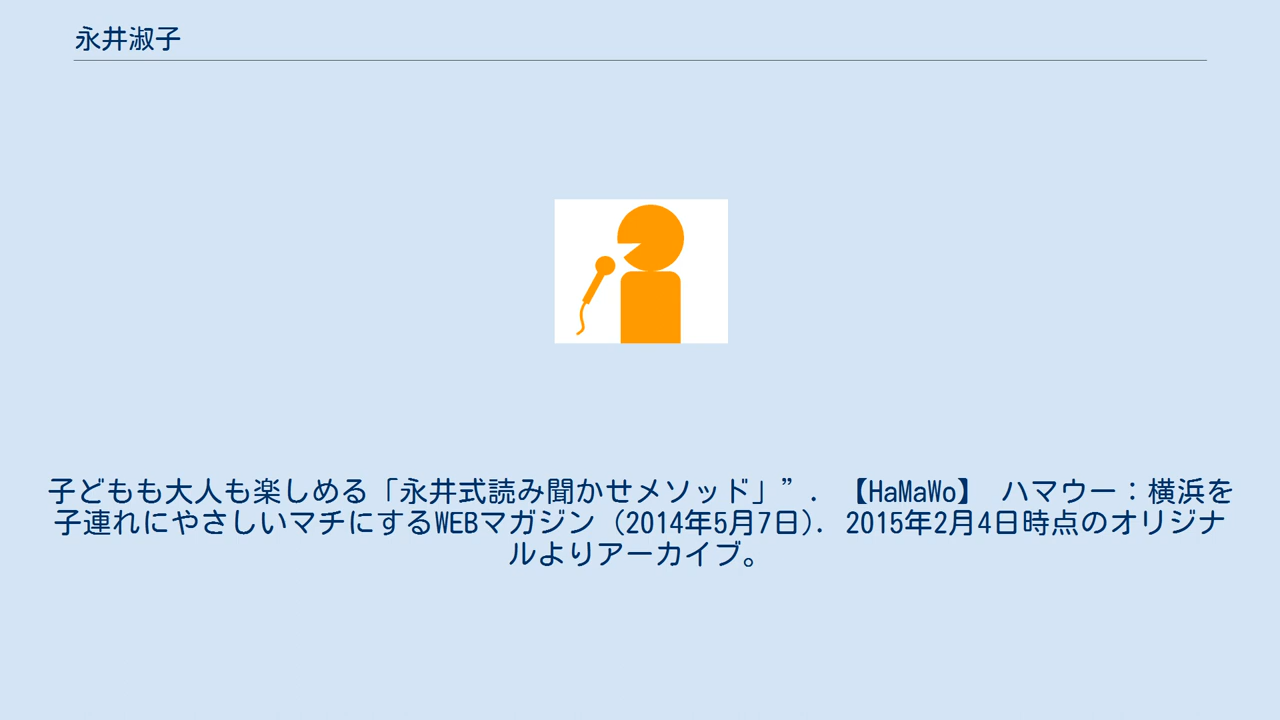 永井淑子
子どもも大人も楽しめる「永井式読み聞かせメソッド」”. 【HaMaWo】 ハマウー：横浜を
子連れにやさしいマチにするWEBマガジン (2014年5月7日). 2015年2月4日時点のオリジナ
ルよりアーカイブ。